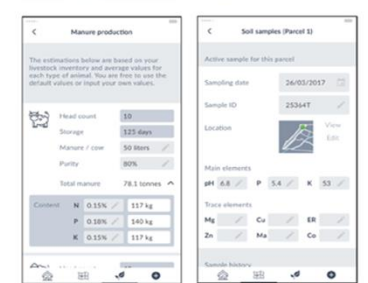 Manure production
The estimations below are based on your
livestock inventory and average values for
each type of animal. You are free to use the
default values or input your own values.
Head count 10
Storage 125 days
Manure / cow 50 liters
Purity 80%
Total manure 78.1 tonnes
Content N 0.15% 117 kg
P 0.18% 140 kg
K 0.15% 117 kg
Soil samples (Parcel 1)
Active sample for this parcel
Sampling date 26/03/2017
Sample ID 25364T
Location View
Edit
Main elements
pH 6.8 P 5.4 K 53
Trace elements
Mg Cu ER
Zn Ma Co
Sample history